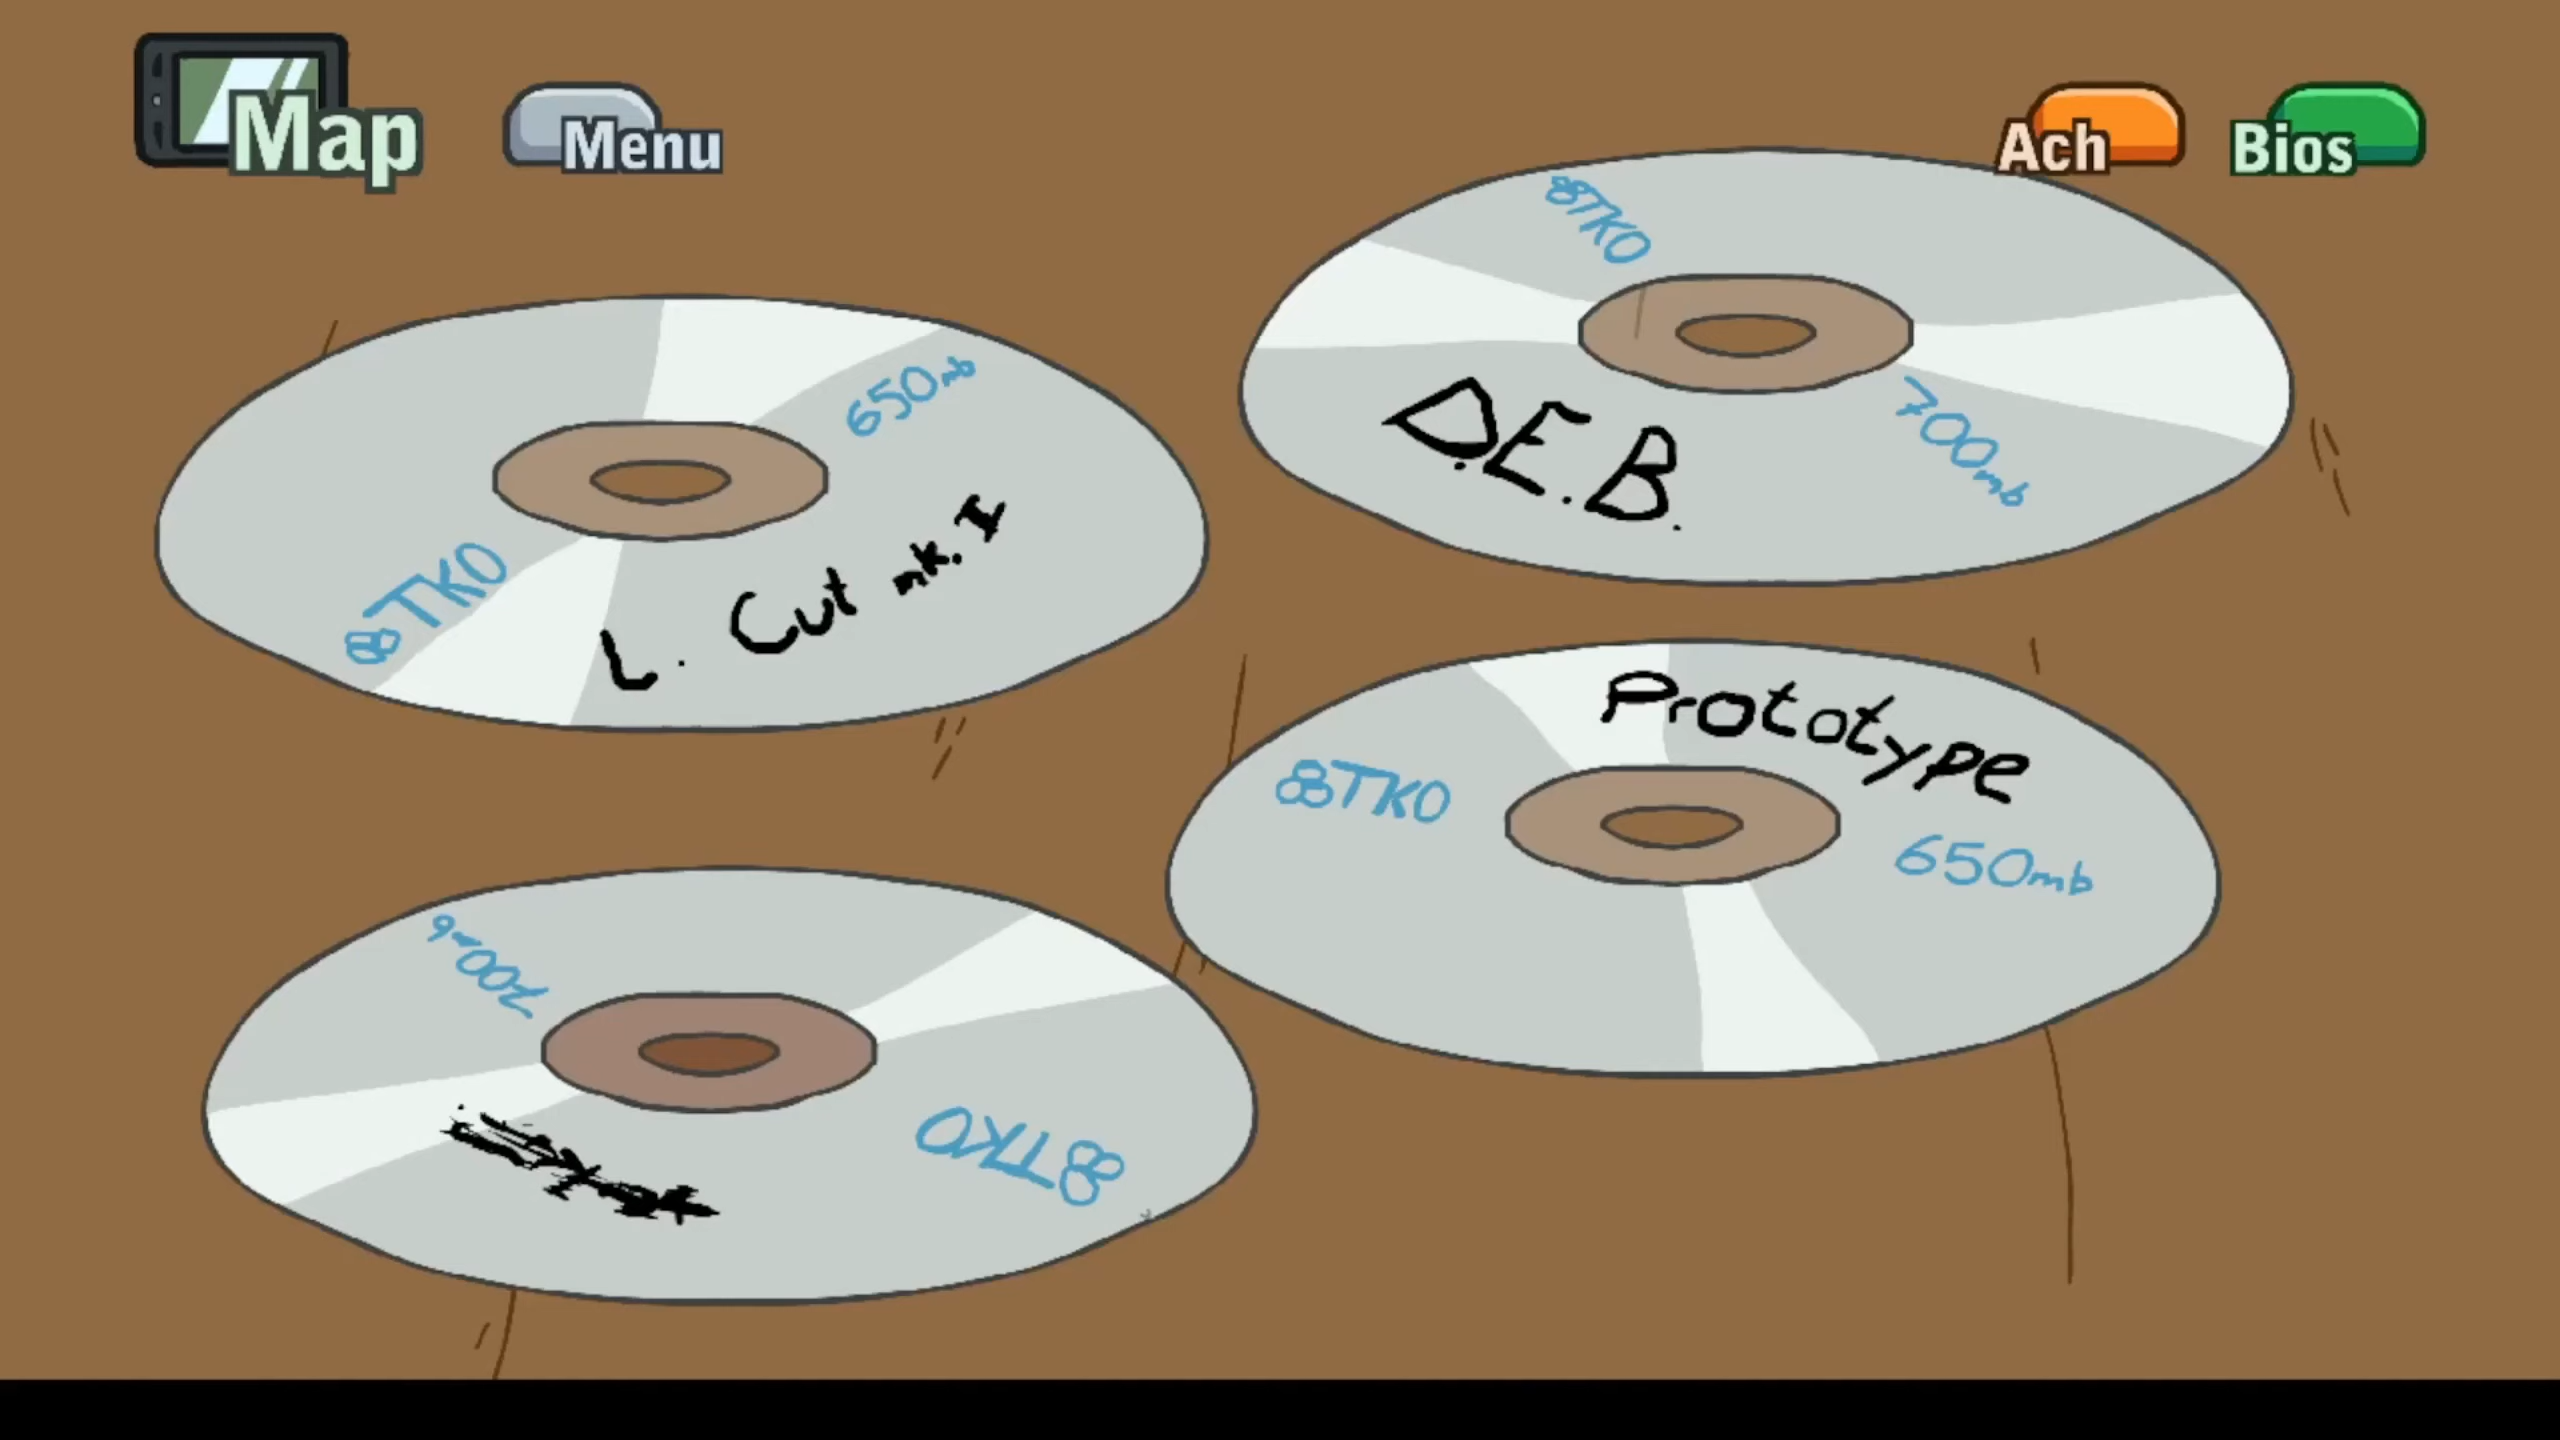 Map
Menu
Ach
Bios
8TKO
D.E.B.
700mb
650mb
8TKO
L. Cut mk. I
Prototype
8TKO
650mb
700mb
8TKO